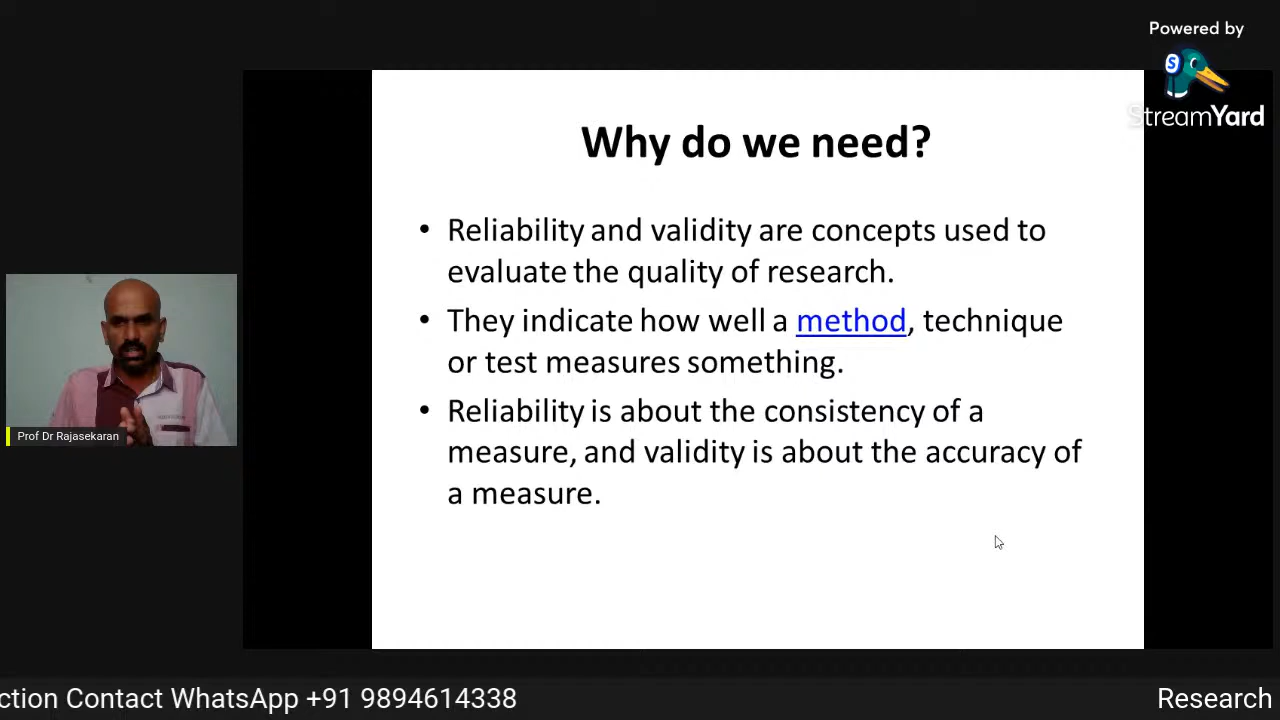 Powered by
StreamYard
Why do we need?
• Reliability and validity are concepts used to
evaluate the quality of research.
• They indicate how well a method, technique
or test measures something.
• Reliability is about the consistency of a
measure, and validity is about the accuracy of
a measure.
Prof Dr Rajasekaran
ction Contact WhatsApp +91 9894614338
Research